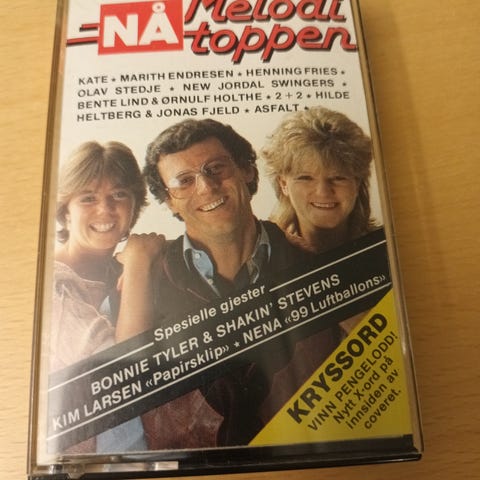 NÅ Melodi
toppen
KATE ★ MARITH ENDRESEN ★ HENNING FRIES ★
OLAV STEDJE ★ NEW JORDAL SWINGERS ★
BENTE LIND & ØRNULF HOLTHE ★ 2 + 2 ★ HILDE
HELTBERG & JONAS FJELD ★ ASFALT ★
Spesielle gjester
BONNIE TYLER & SHAKIN' STEVENS
KIM LARSEN «Papirsklip» ★ NENA «99 Luftballons»
KRYSSORD
VINN PENGELODD!
Nytt X-ord på
innsiden av
coveret.